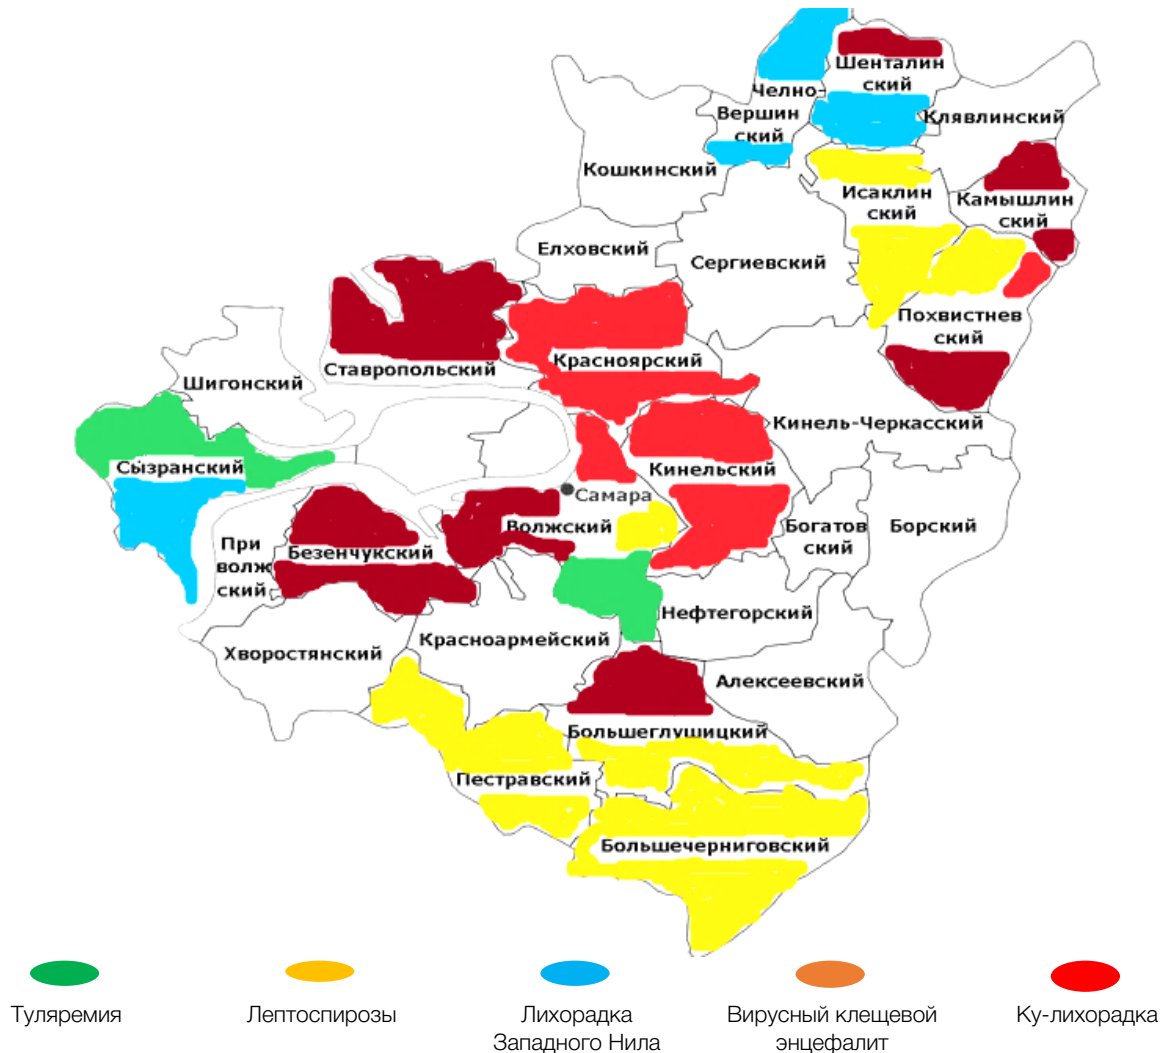 Шенталин
ский
Челно-
Вершин
ский
Клявлинский
Кошкинский
Исаклин
ский
Камышлин
ский
Елховский
Сергиевский
Похвистнев
ский
Красноярский
Ставропольский
Шигонский
Кинель-Черкасский
Сызранский
Кинельский
Самара
Волжский
Богатов
ский
Борский
При
волж
ский
Безенчукский
Нефтегорский
Красноармейский
Хворостянский
Алексеевский
Большеглушицкий
Пестравский
Большечерниговский
Туляремия
Лептоспирозы
Лихорадка
Западного Нила
Вирусный клещевой
энцефалит
Ку-лихорадка